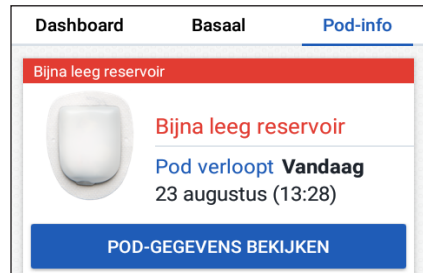 Dashboard Basaal Pod-info
Bijna leeg reservoir
Bijna leeg reservoir
Pod verloopt Vandaag
23 augustus (13:28)
POD-GEGEVENS BEKIJKEN